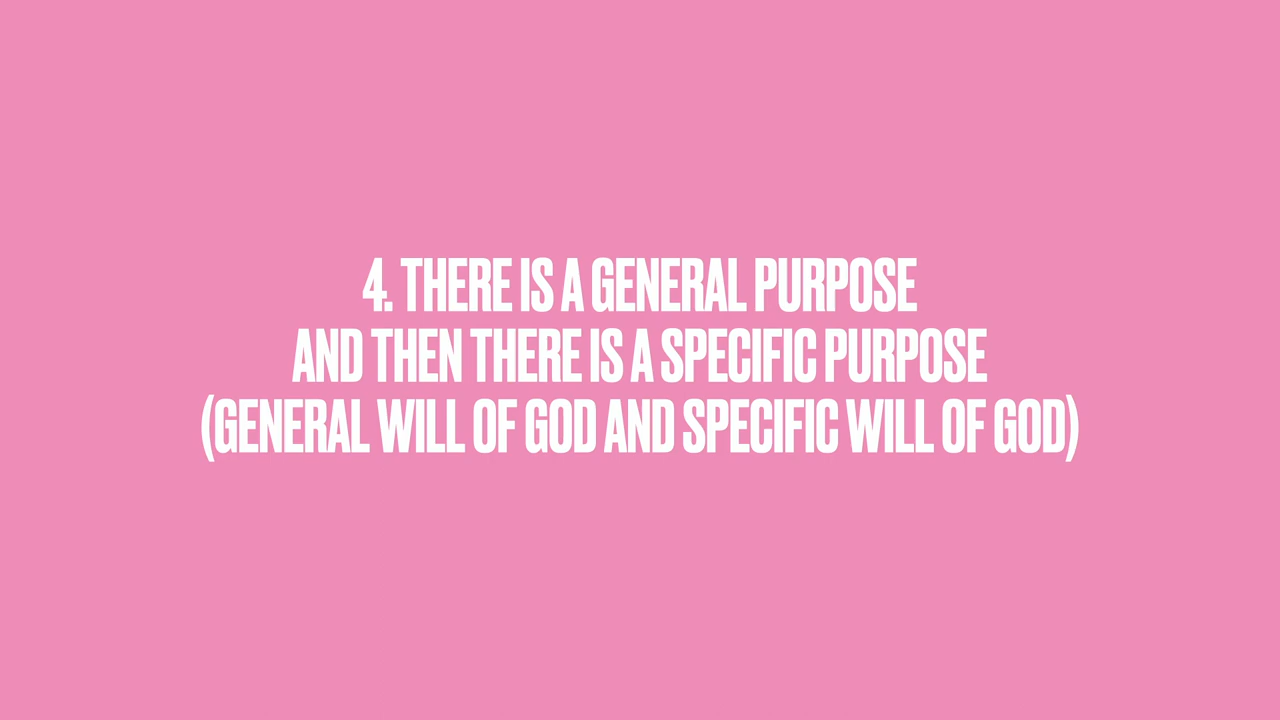 4. THERE IS A GENERAL PURPOSE
AND THEN THERE IS A SPECIFIC PURPOSE
(GENERAL WILL OF GOD AND SPECIFIC WILL OF GOD)